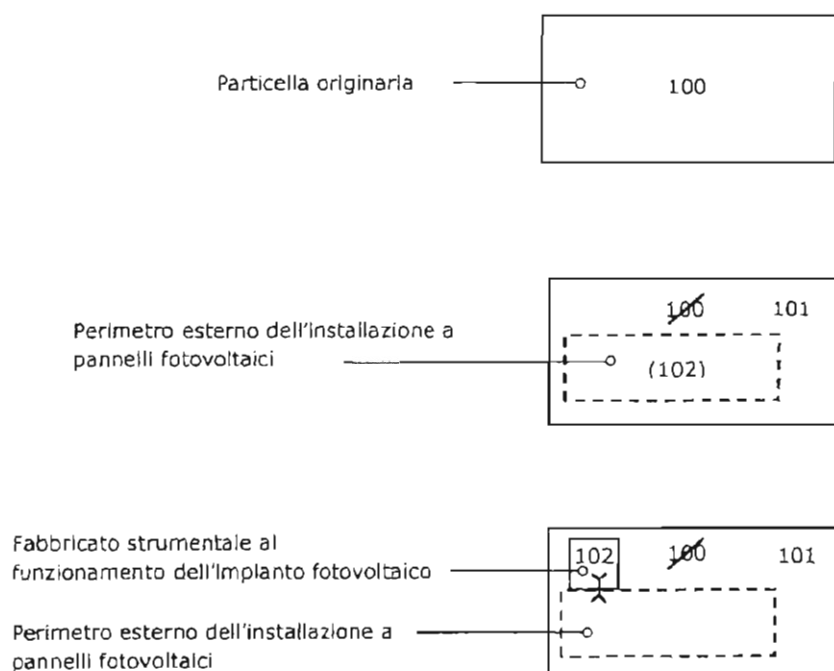 Particella originaria
100
100 101
Perimetro esterno dell'installazione a
pannelli fotovoltaici
(102)
Fabbricato strumentale al
funzionamento dell'impianto fotovoltaico
102 100 101
Perimetro esterno dell'installazione a
pannelli fotovoltaici